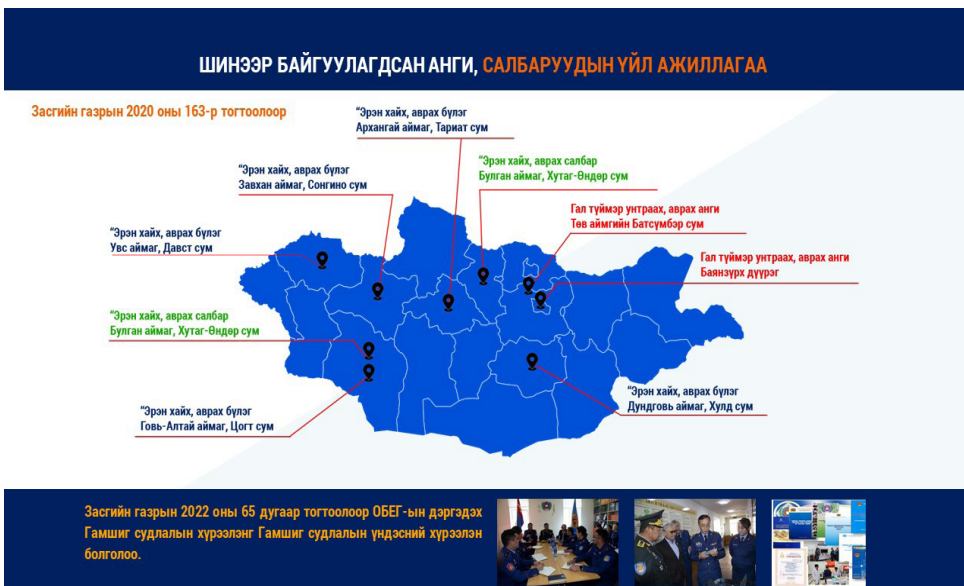 ШИНЭЭР БАЙГУУЛАГДСАН АНГИ, САЛБАРУУДЫН ҮЙЛ АЖИЛЛАГАА
Засгийн газрын 2020 оны 163-р тогтоолоор
"Эрэн хайх, аврах бүлэг
Архангай аймаг, Тариат сум
"Эрэн хайх, аврах бүлэг
Завхан аймаг, Сонгино сум
"Эрэн хайх, аврах салбар
Булган аймаг, Хутаг-Өндөр сум
Гал түймэр унтраах, аврах анги
Төв аймгийн Батсүмбэр сум
"Эрэн хайх, аврах бүлэг
Увс аймаг, Давст сум
Гал түймэр унтраах, аврах анги
Баянзүрх дүүрэг
"Эрэн хайх, аврах салбар
Булган аймаг, Хутаг-Өндөр сум
"Эрэн хайх, аврах бүлэг
Дундговь аймаг, Хулд сум
"Эрэн хайх, аврах бүлэг
Говь-Алтай аймаг, Цогт сум
Засгийн газрын 2022 оны 65 дугаар тогтоолоор ОБЕГ-ын дэргэдэх
Гамшиг судлалын хүрээлэнг Гамшиг судлалын үндэсний хүрээлэн
болголоо.